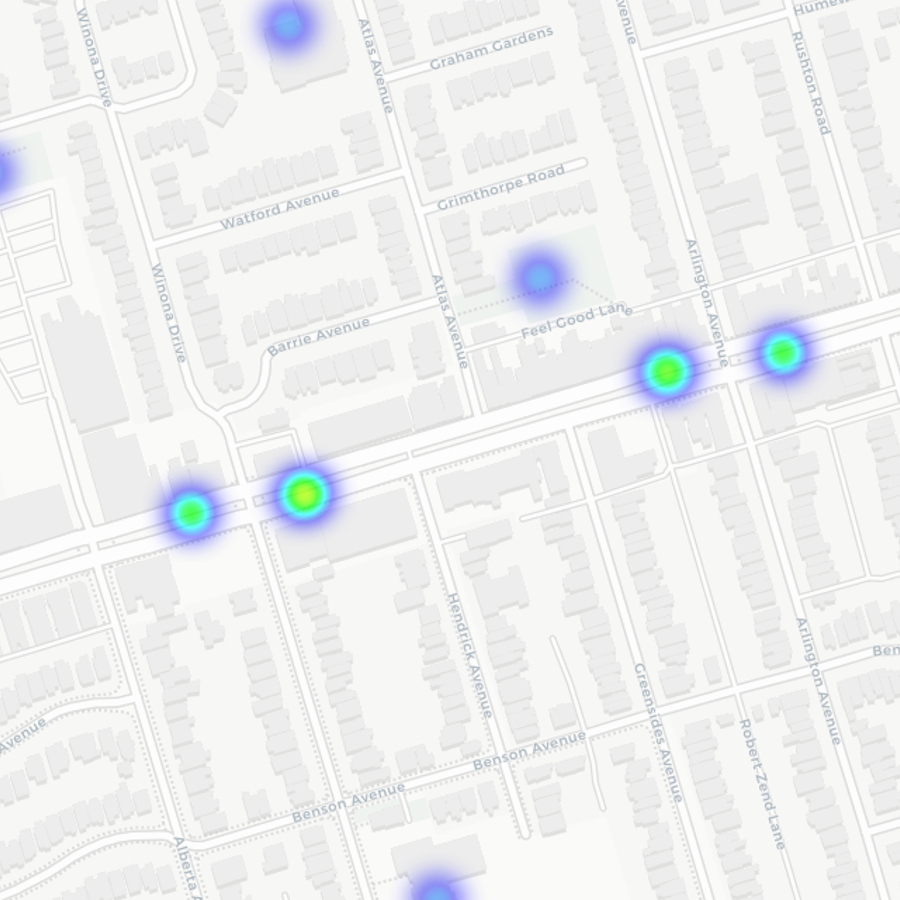 Winona Drive
Atlas Avenue
Graham Gardens
venue
Humew
Rushton Road
Watford Avenue
Grimthorpe Road
Winona Drive
Barrie Avenue
Atlas Avenue
Feel Good Lane
Arlington Avenue
Hendrick Avenue
Greensides Avenue
Arlington Avenue
Ben
Avenue
Benson Avenue
Benson Avenue
Robert Zend Lane
Alberta A